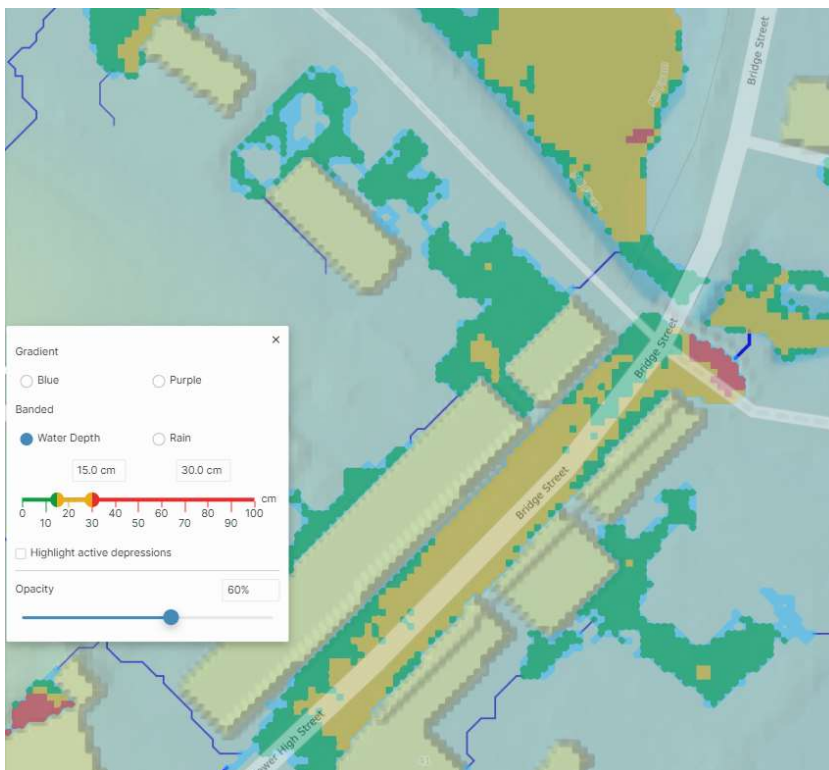 Bridge Street
Bridge Street
Bridge Street
Gradient
×
Blue
Purple
Banded
Water Depth
Rain
15.0 cm
30.0 cm
cm
0 10 20 30 40 50 60 70 80 90 100
Highlight active depressions
Opacity
60%
High Street